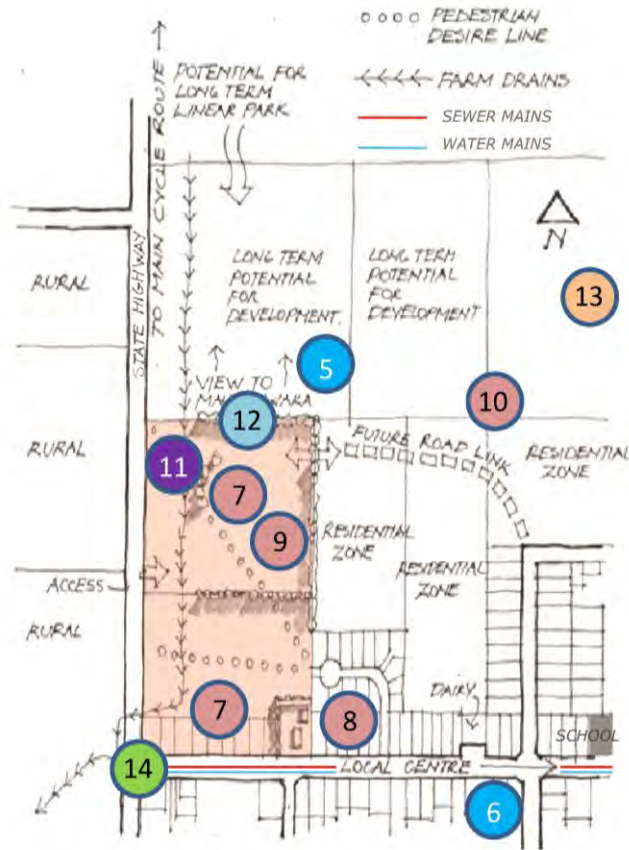 PEDESTRIAN
DESIRE LINE
FARM DRAINS
SEWER MAINS
WATER MAINS
POTENTIAL FOR
LONG TERM
LINEAR PARK
TO MAIN CYCLE ROUTE
STATE HIGHWAY
N
LONG TERM
POTENTIAL
FOR
DEVELOPMENT.
LONG TERM
POTENTIAL
FOR
DEVELOPMENT
RURAL
13
5
VIEW TO
10
12
FUTURE ROAD LINK
RESIDENTIAL
ZONE
RURAL
11
7
9
RESIDENTIAL
ZONE
RESIDENTIAL
ZONE
ACCESS
RURAL
DAIRY
7
8
SCHOOL
14
LOCAL CENTRE
6